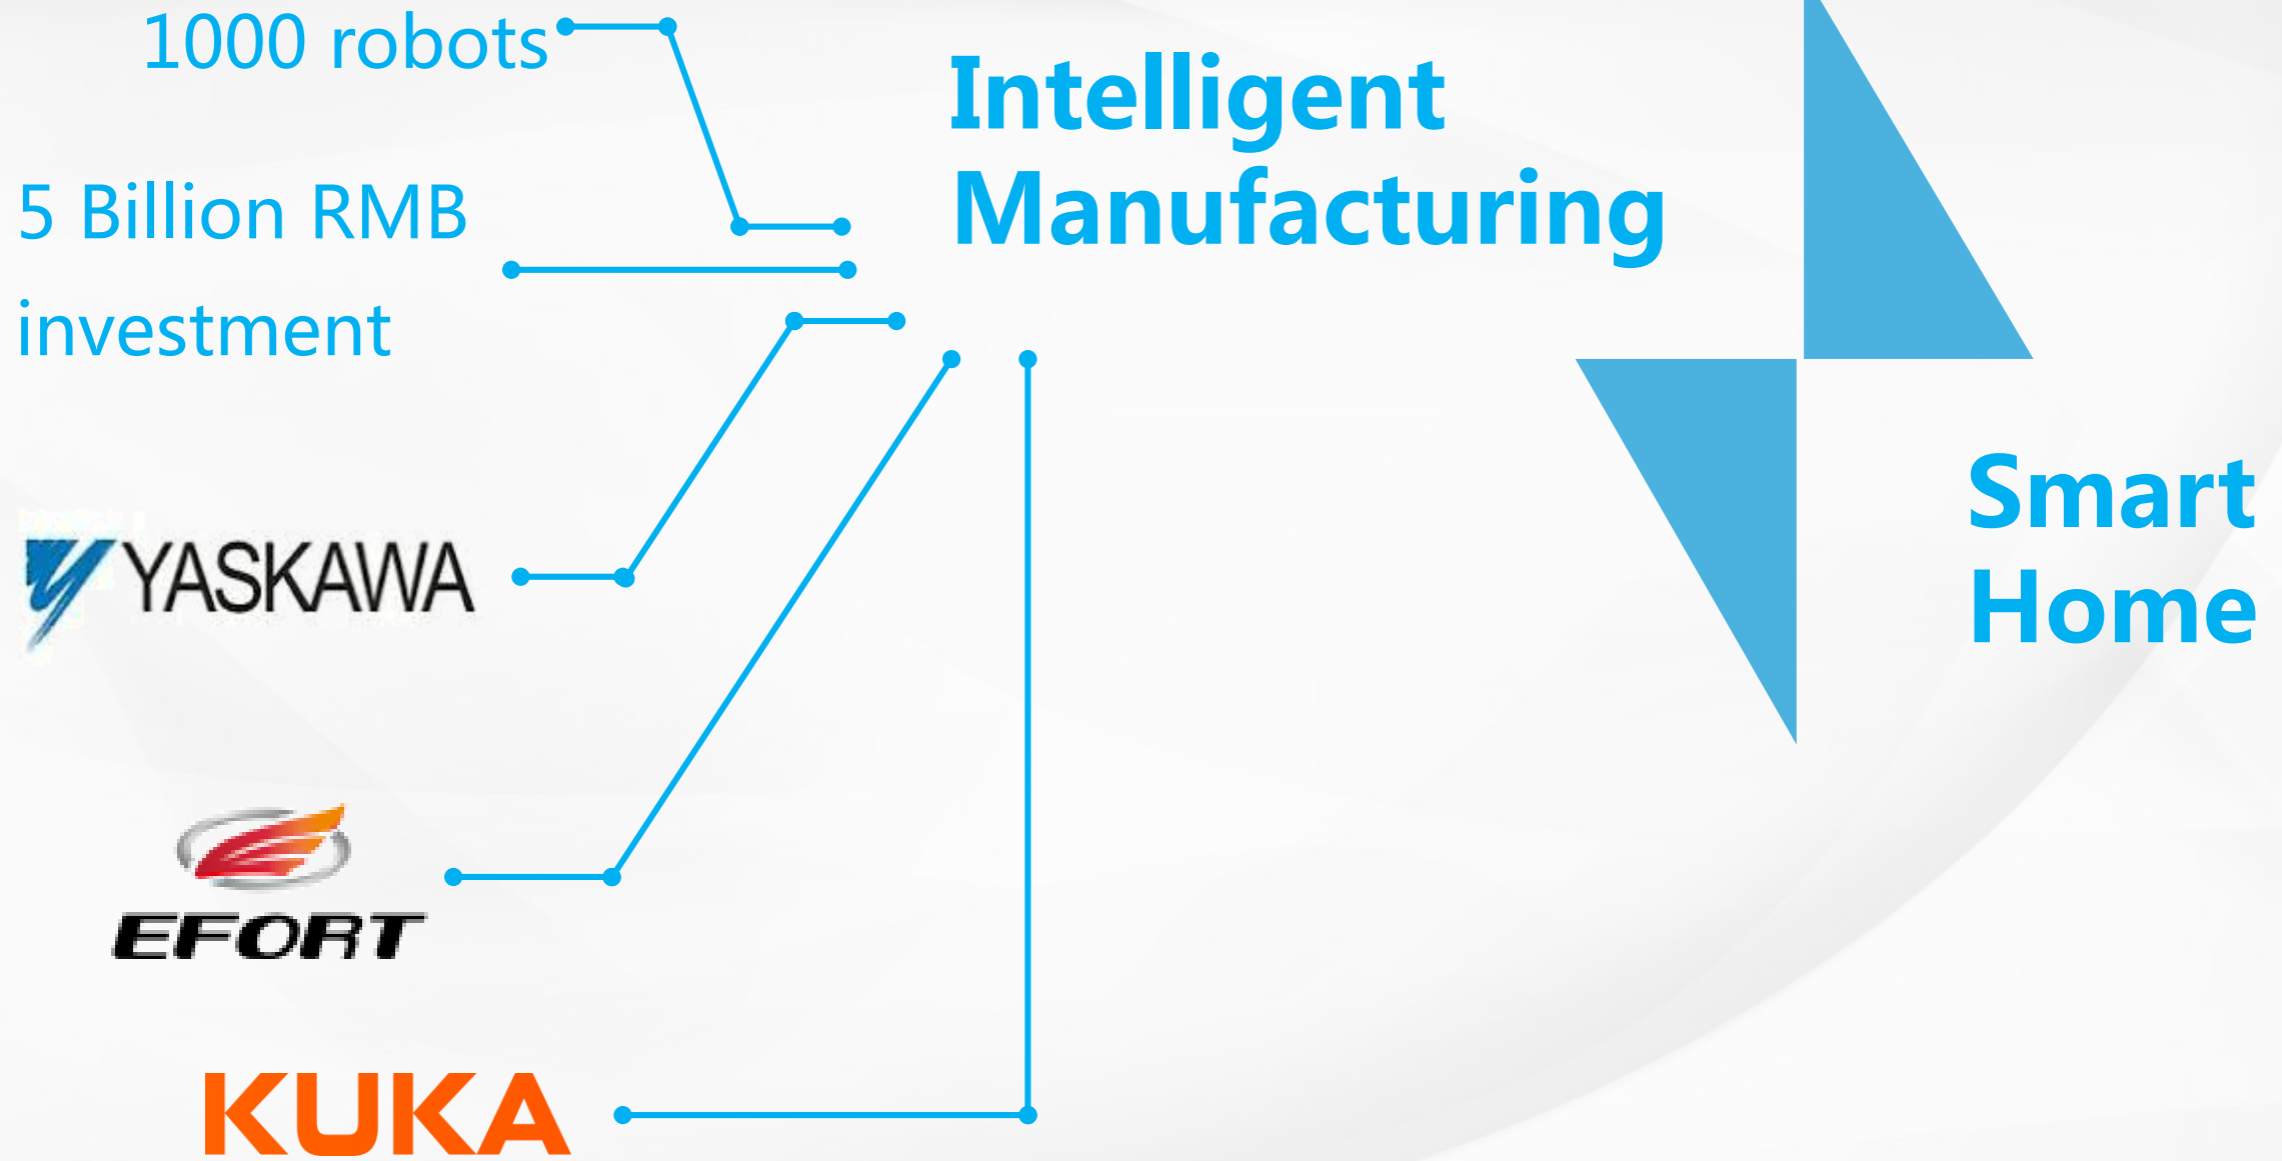 1000 robots
Intelligent
Manufacturing
5 Billion RMB
investment
Smart
Home
YASKAWA
EFORT
KUKA